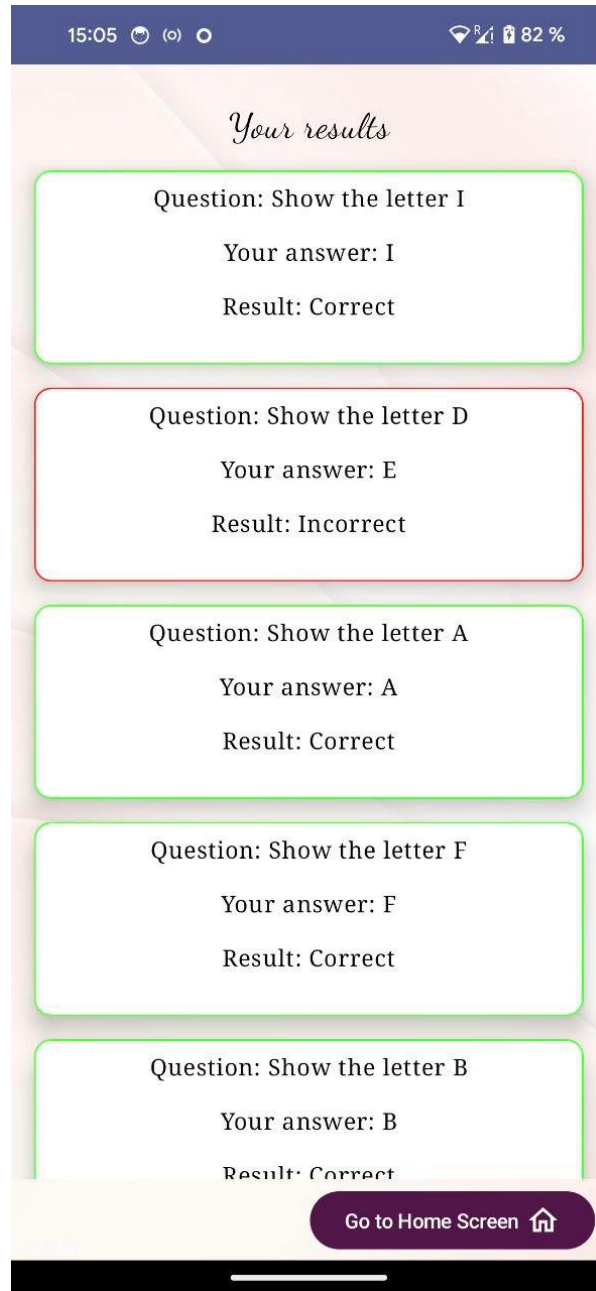 15:05 82 %
Your results
Question: Show the letter I
Your answer: I
Result: Correct
Question: Show the letter D
Your answer: E
Result: Incorrect
Question: Show the letter A
Your answer: A
Result: Correct
Question: Show the letter F
Your answer: F
Result: Correct
Question: Show the letter B
Your answer: B
Result: Correct
Go to Home Screen